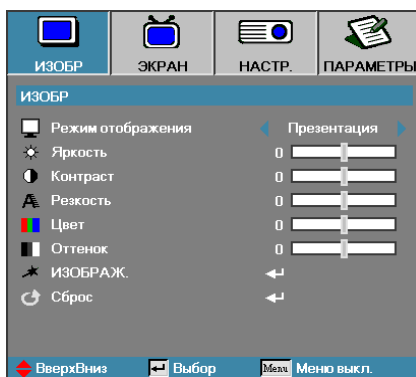 ИЗОБР ЭКРАН НАСТР. ПАРАМЕТРЫ
ИЗОБР
Режим отображения Презентация
Яркость 0
Контраст 0
Резкость 0
Цвет 0
Оттенок 0
ИЗОБРАЖ.
Сброс
ВверхВниз Выбор Menu Меню выкл.